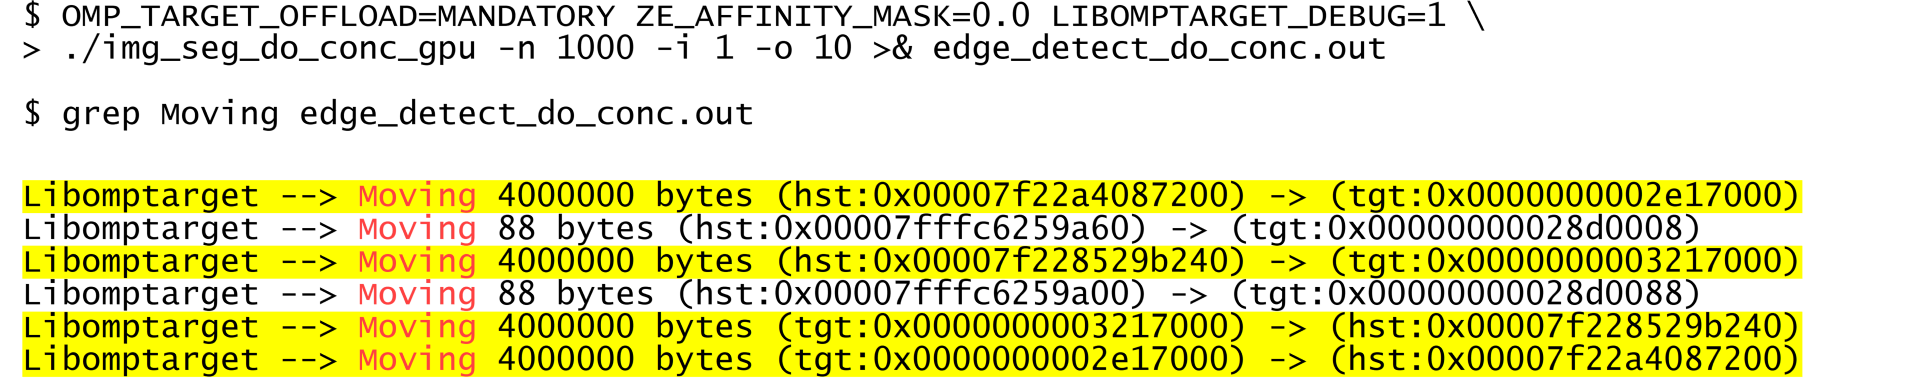 $ OMP_TARGET_OFFLOAD=MANDATORY ZE_AFFINITY_MASK=0.0 LIBOMPTARGET_DEBUG=1 \
> ./img_seg_do_conc_gpu -n 1000 -i 1 -o 10 >& edge_detect_do_conc.out
$ grep Moving edge_detect_do_conc.out
Libomptarget --> Moving 4000000 bytes (hst:0x00007f22a4087200) -> (tgt:0x0000000002e17000)
Libomptarget --> Moving 88 bytes (hst:0x00007fffc6259a60) -> (tgt:0x00000000028d0008)
Libomptarget --> Moving 4000000 bytes (hst:0x00007f228529b240) -> (tgt:0x0000000003217000)
Libomptarget --> Moving 88 bytes (hst:0x00007fffc6259a00) -> (tgt:0x00000000028d0088)
Libomptarget --> Moving 4000000 bytes (tgt:0x0000000003217000) -> (hst:0x00007f228529b240)
Libomptarget --> Moving 4000000 bytes (tgt:0x0000000002e17000) -> (hst:0x00007f22a4087200)